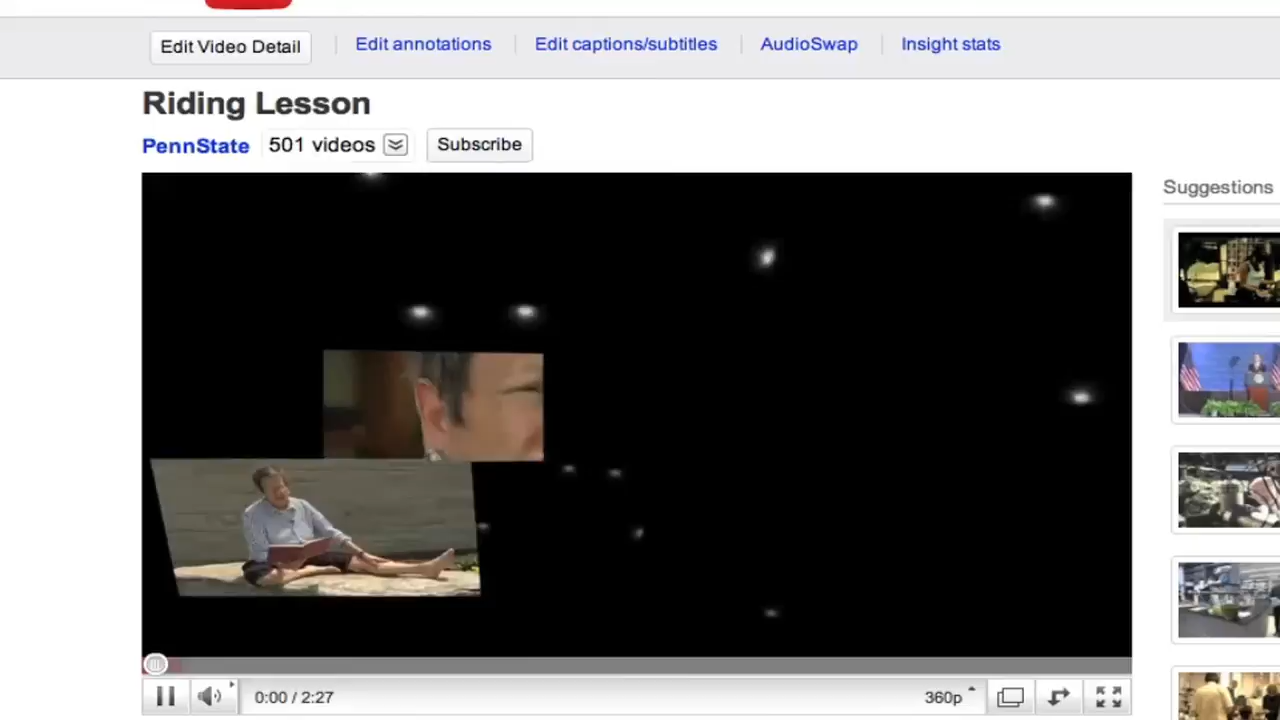 Edit Video Detail Edit annotations Edit captions/subtitles AudioSwap Insight stats
Riding Lesson
PennState 501 videos Subscribe
Suggestions
0:00 / 2:27 360p